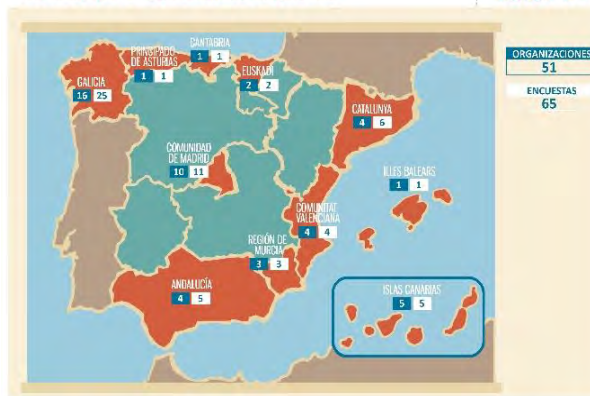 CANTABRIA
1 1
PRINCIPADO
DE ASTURIAS
1 1
EUSKADI
2 2
GALICIA
16 25
CATALUNYA
4 6
COMUNIDAD
DE MADRID
10 11
ILLES BALEARS
1 1
COMUNITAT
VALENCIANA
4 4
REGIÓN DE
MURCIA
3 3
ANDALUCÍA
4 5
ISLAS CANARIAS
5 5
ORGANIZACIONES
51
ENCUESTAS
65